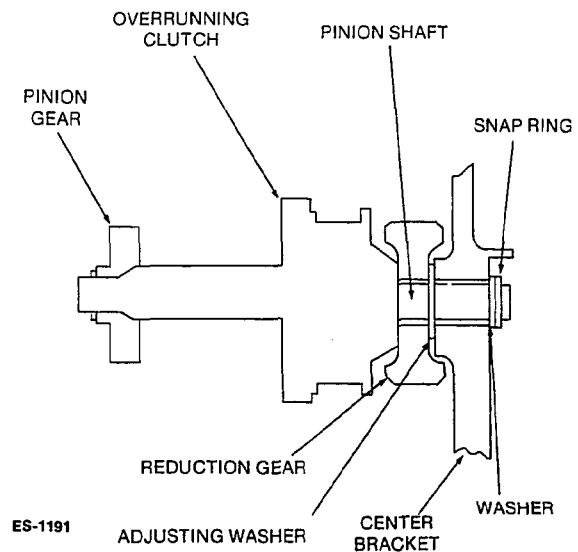 OVERRUNNING
CLUTCH
PINION SHAFT
PINION
GEAR
SNAP RING
REDUCTION GEAR
ADJUSTING WASHER
CENTER
BRACKET
WASHER
ES-1191